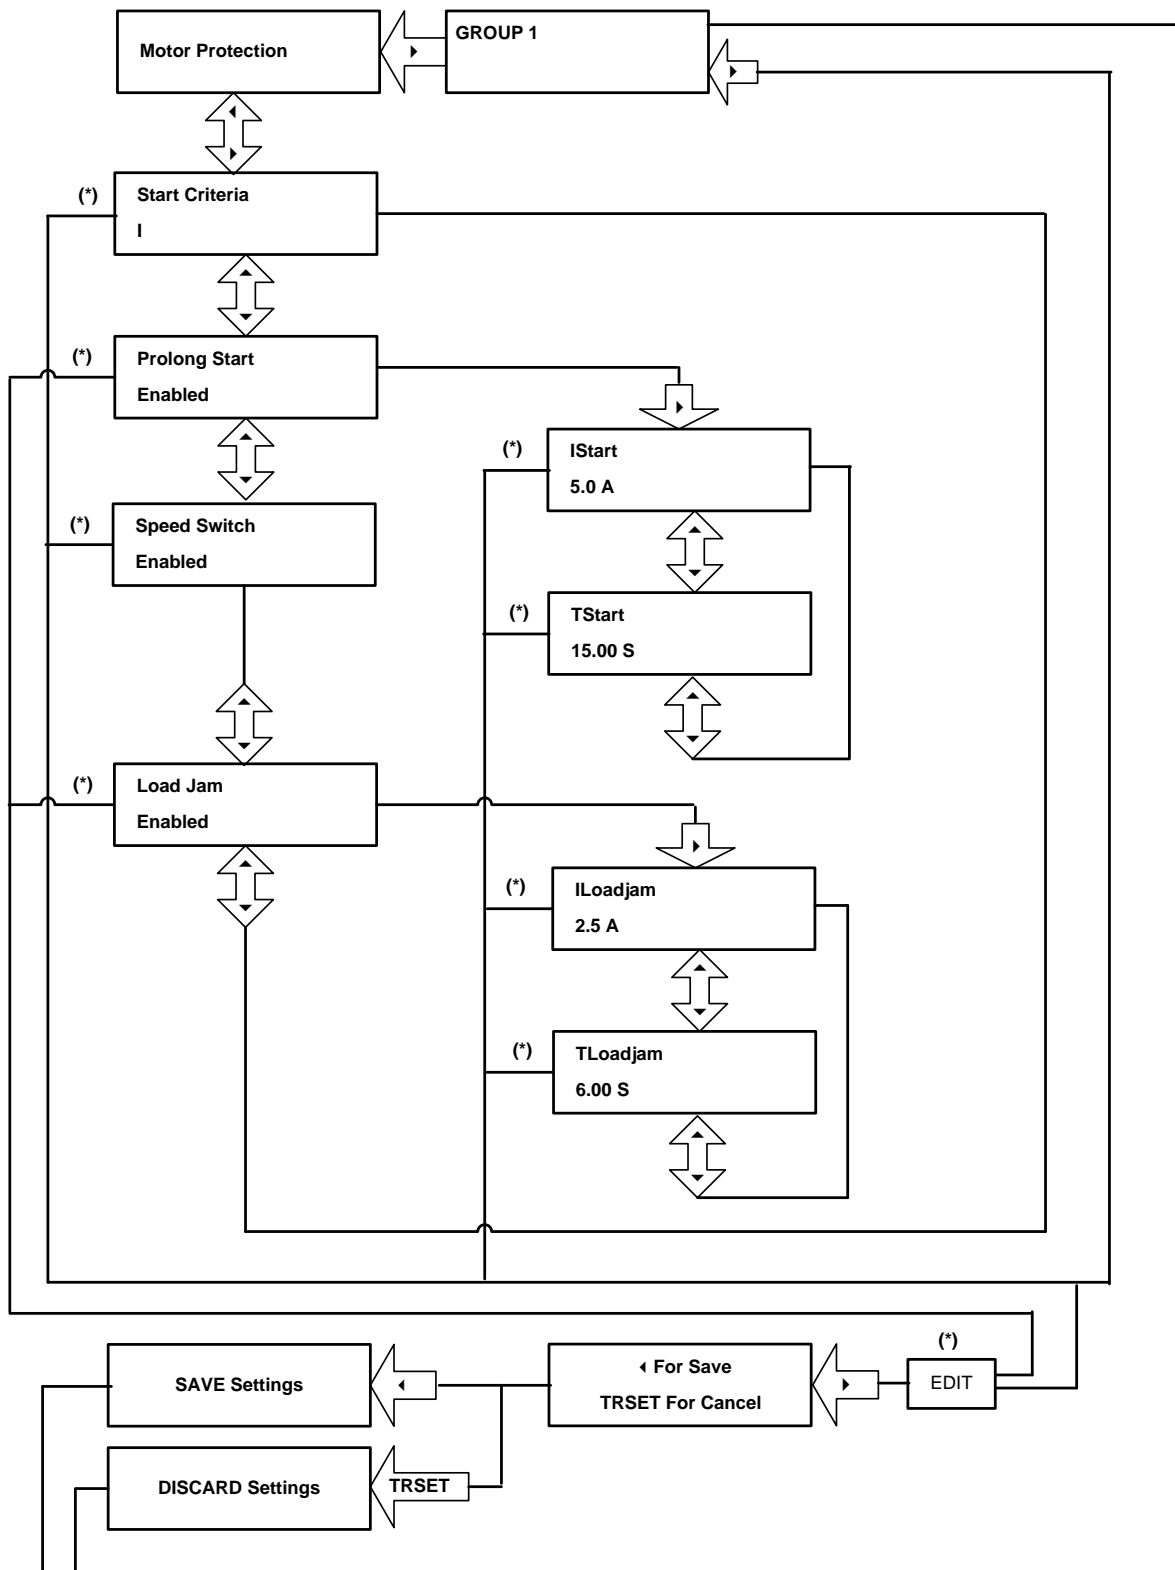 Motor Protection
GROUP 1
(*)
Start Criteria
I
(*)
Prolong Start
Enabled
(*)
IStart
5.0 A
(*)
Speed Switch
Enabled
(*)
TStart
15.00 S
(*)
Load Jam
Enabled
(*)
ILoadjam
2.5 A
(*)
TLoadjam
6.00 S
(*)
SAVE Settings
For Save
TRSET For Cancel
EDIT
DISCARD Settings
TRSET